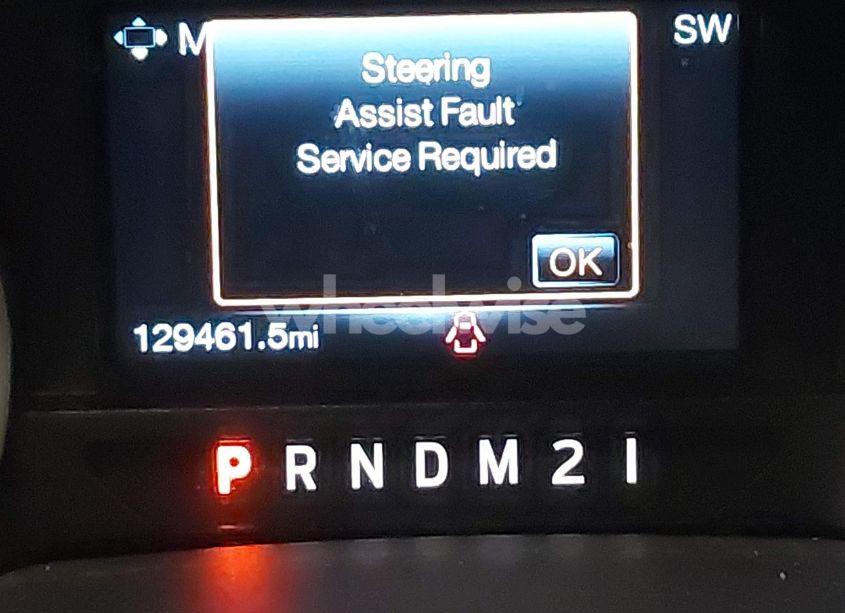 M
SW
Steering
Assist Fault
Service Required
OK
wheelwise
129461.5mi
P R N D M 2 1